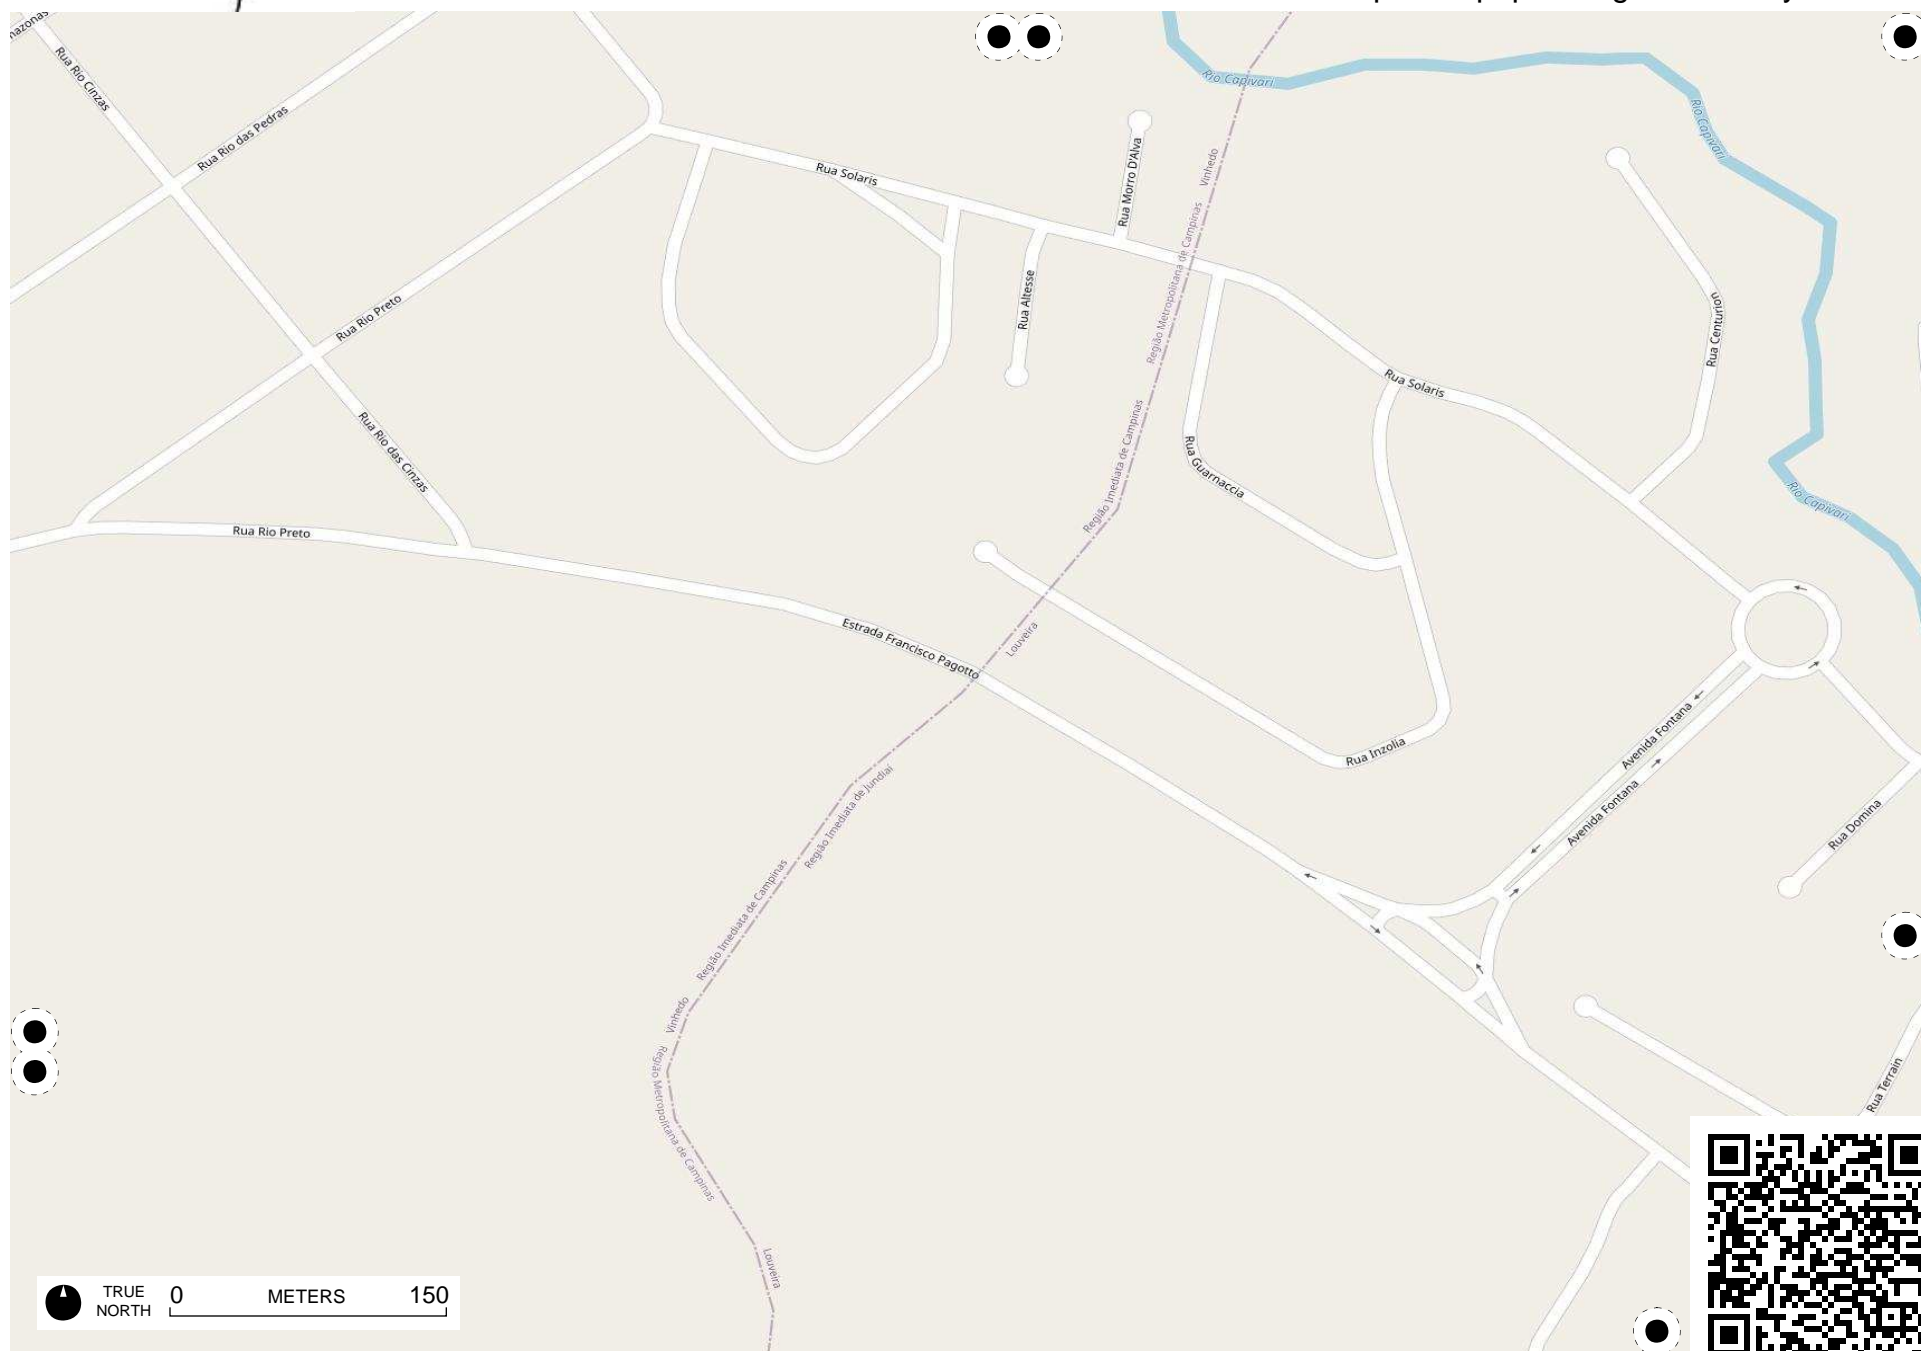 Rua Rio Cinzas
Rua Rio das Pedras
Rio Capivari
Rio Capivari
Rua Morro D'Alva
Vinhedo
Rua Solaris
Região Metropolitana de Campinas
Rua Altesse
Rua Rio Preto
Rua Centurion
Rua Solaris
Rua Rio das Cinzas
Região Imediata de Campinas
Rua Guarnaccia
Rio Capivari
Rua Rio Preto
Estrada Francisco Pagotto
Louveira
Rua Inzolia
Avenida Fontana
Avenida Fontana
Região Imediata de Jundiaí
Rua Domina
Região Imediata de Campinas
Vinhedo
Região Metropolitana de Campinas
Rua Terrain
Louveira
TRUE
NORTH
0 METERS 150